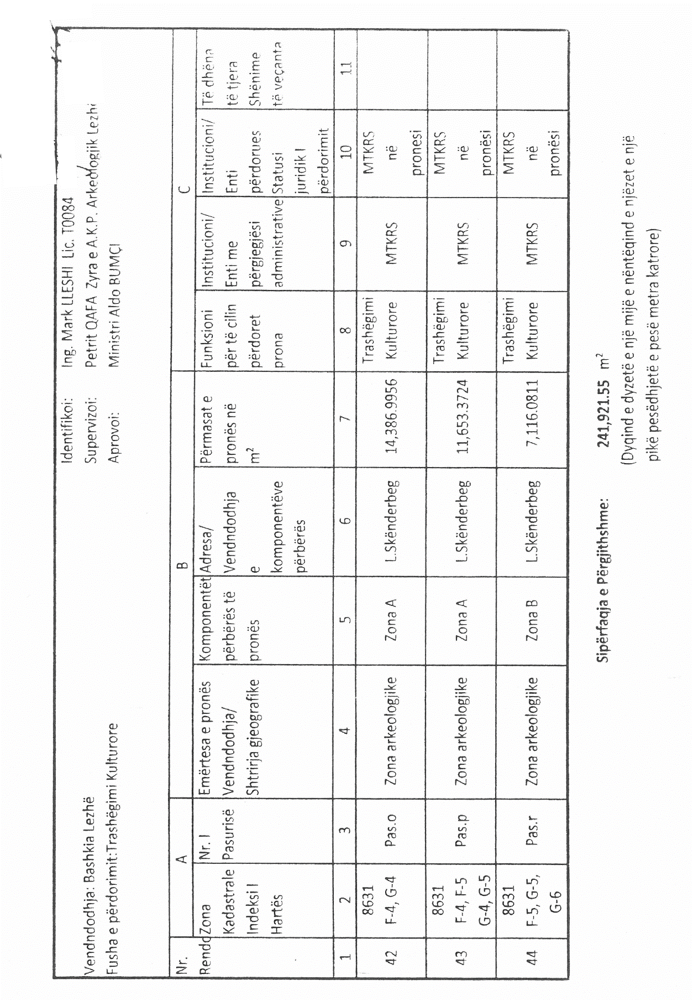 Vendndodhja: Bashkia Lezhë
Fusha e përdorimit:Trashëgimi Kulturore
Identifikoi: Ing. Mark LLESHI Lic. T0084
Supervizoi: Petrit QAFA Zyra e A.K.P. Arkeologjik Lezhë
Aprovoi: Ministri Aldo BUMÇI
Nr. A B C
Rendo Zona Kadastrale Indeksi I Hartës
Nr. I Pasurisë
Emërtesa e pronës Vendndodhja/ Shtrirja gjeografike
Komponentët përbërës të pronës
Adresa/ Vendndodhja e komponentëve përbërës
Përmasat e pronës në m²
Funksioni për të cilin përdoret prona
Institucioni/ Enti me përgjegjësi administrative
Institucioni/ Enti përdorues Statusi juridik I përdorimit
Të dhëna të tjera Shënime të veçanta
1 2 3 4 5 6 7 8 9 10 11
42 8631 F-4, G-4 Pas.o Zona arkeologjike Zona A L.Skënderbeg 14,386.9956 Trashëgimi Kulturore MTKRS MTKRS në pronesi
43 8631 F-4, F-5 G-4, G-5 Pas.p Zona arkeologjike Zona A L.Skënderbeg 11,653.3724 Trashëgimi Kulturore MTKRS MTKRS në pronësi
44 8631 F-5, G-5, G-6 Pas.r Zona arkeologjike Zona B L.Skënderbeg 7,116.0811 Trashëgimi Kulturore MTKRS MTKRS në pronësi
Sipërfaqja e Përgjithshme: 241,921.55 m²
(Dyqind e dyzetë e një mijë e nëntëqind e njëzet e një
pikë pesëdhjetë e pesë metra katrore)